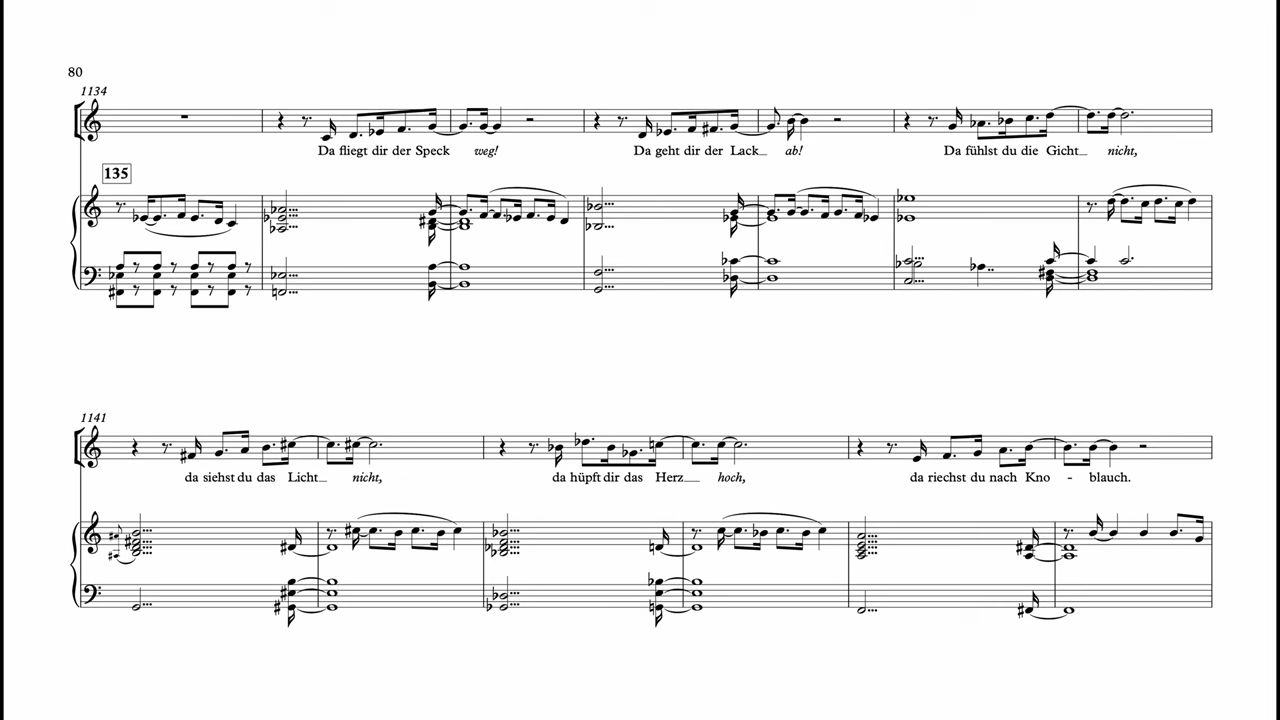 80
1134
Da fliegt dir der Speck weg! Da geht dir der Lack ab! Da fühlst du die Gicht nicht,
135
1141
da siehst du das Licht nicht, da hüpft dir das Herz hoch, da riechst du nach Kno - blauch.